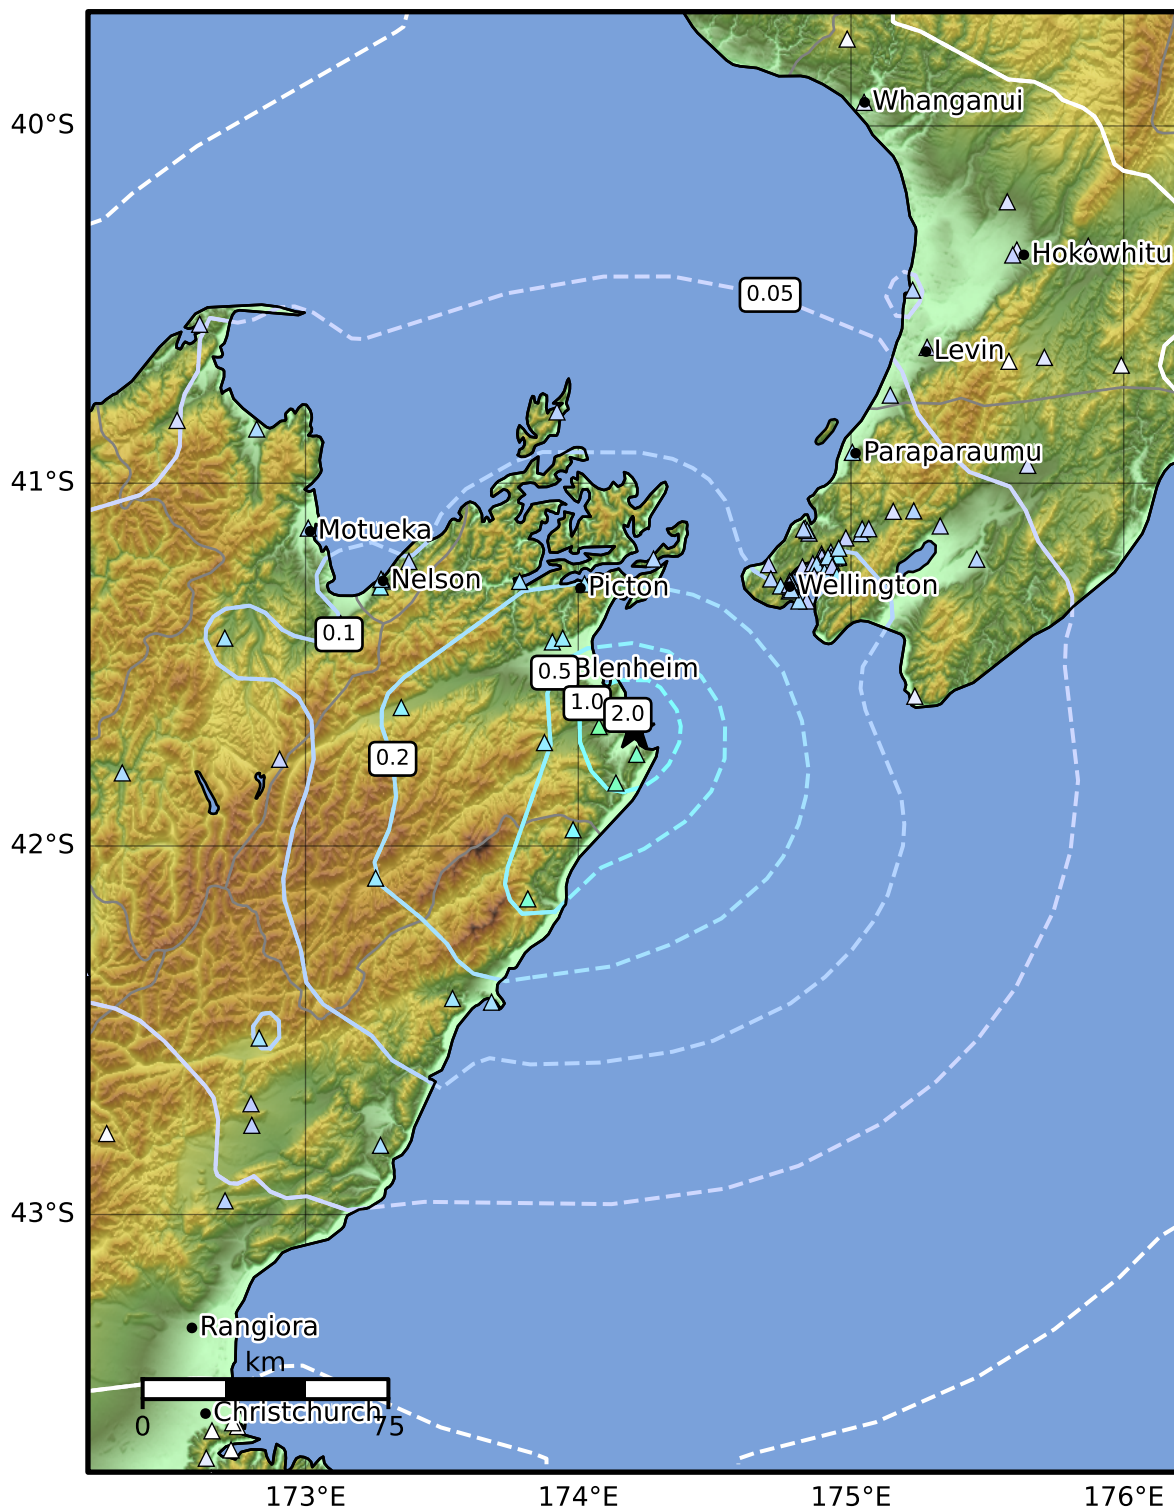 Whanganui
40°S
Hokowhitu
0.05
Levin
Paraparaumu
41°S
Motueka
Nelson
Picton
Wellington
0.1
Blenheim
0.5
1.0
2.0
0.2
42°S
43°S
Rangiora
km
0 75
Christchurch
173°E 174°E 175°E 176°E